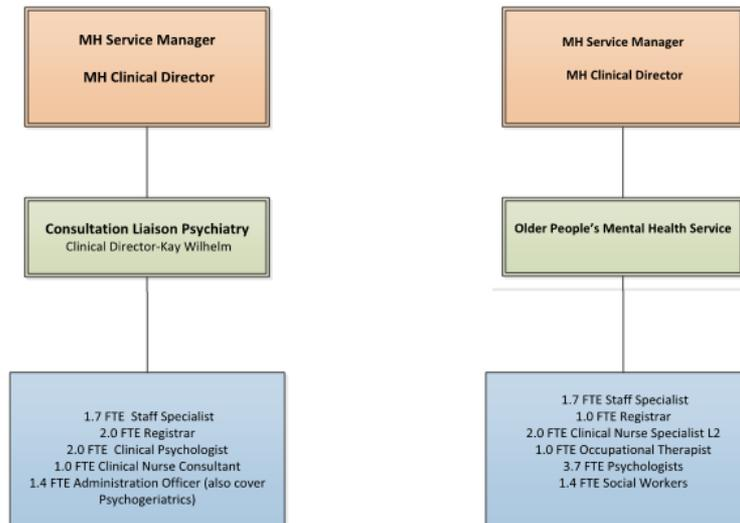 MH Service Manager
MH Clinical Director
Consultation Liaison Psychiatry
Clinical Director-Kay Wilhelm
1.7 FTE Staff Specialist
2.0 FTE Registrar
2.0 FTE Clinical Psychologist
1.0 FTE Clinical Nurse Consultant
1.4 FTE Administration Officer (also cover
Psychogeriatrics)
MH Service Manager
MH Clinical Director
Older People’s Mental Health Service
1.7 FTE Staff Specialist
1.0 FTE Registrar
2.0 FTE Clinical Nurse Specialist L2
1.0 FTE Occupational Therapist
3.7 FTE Psychologists
1.4 FTE Social Workers